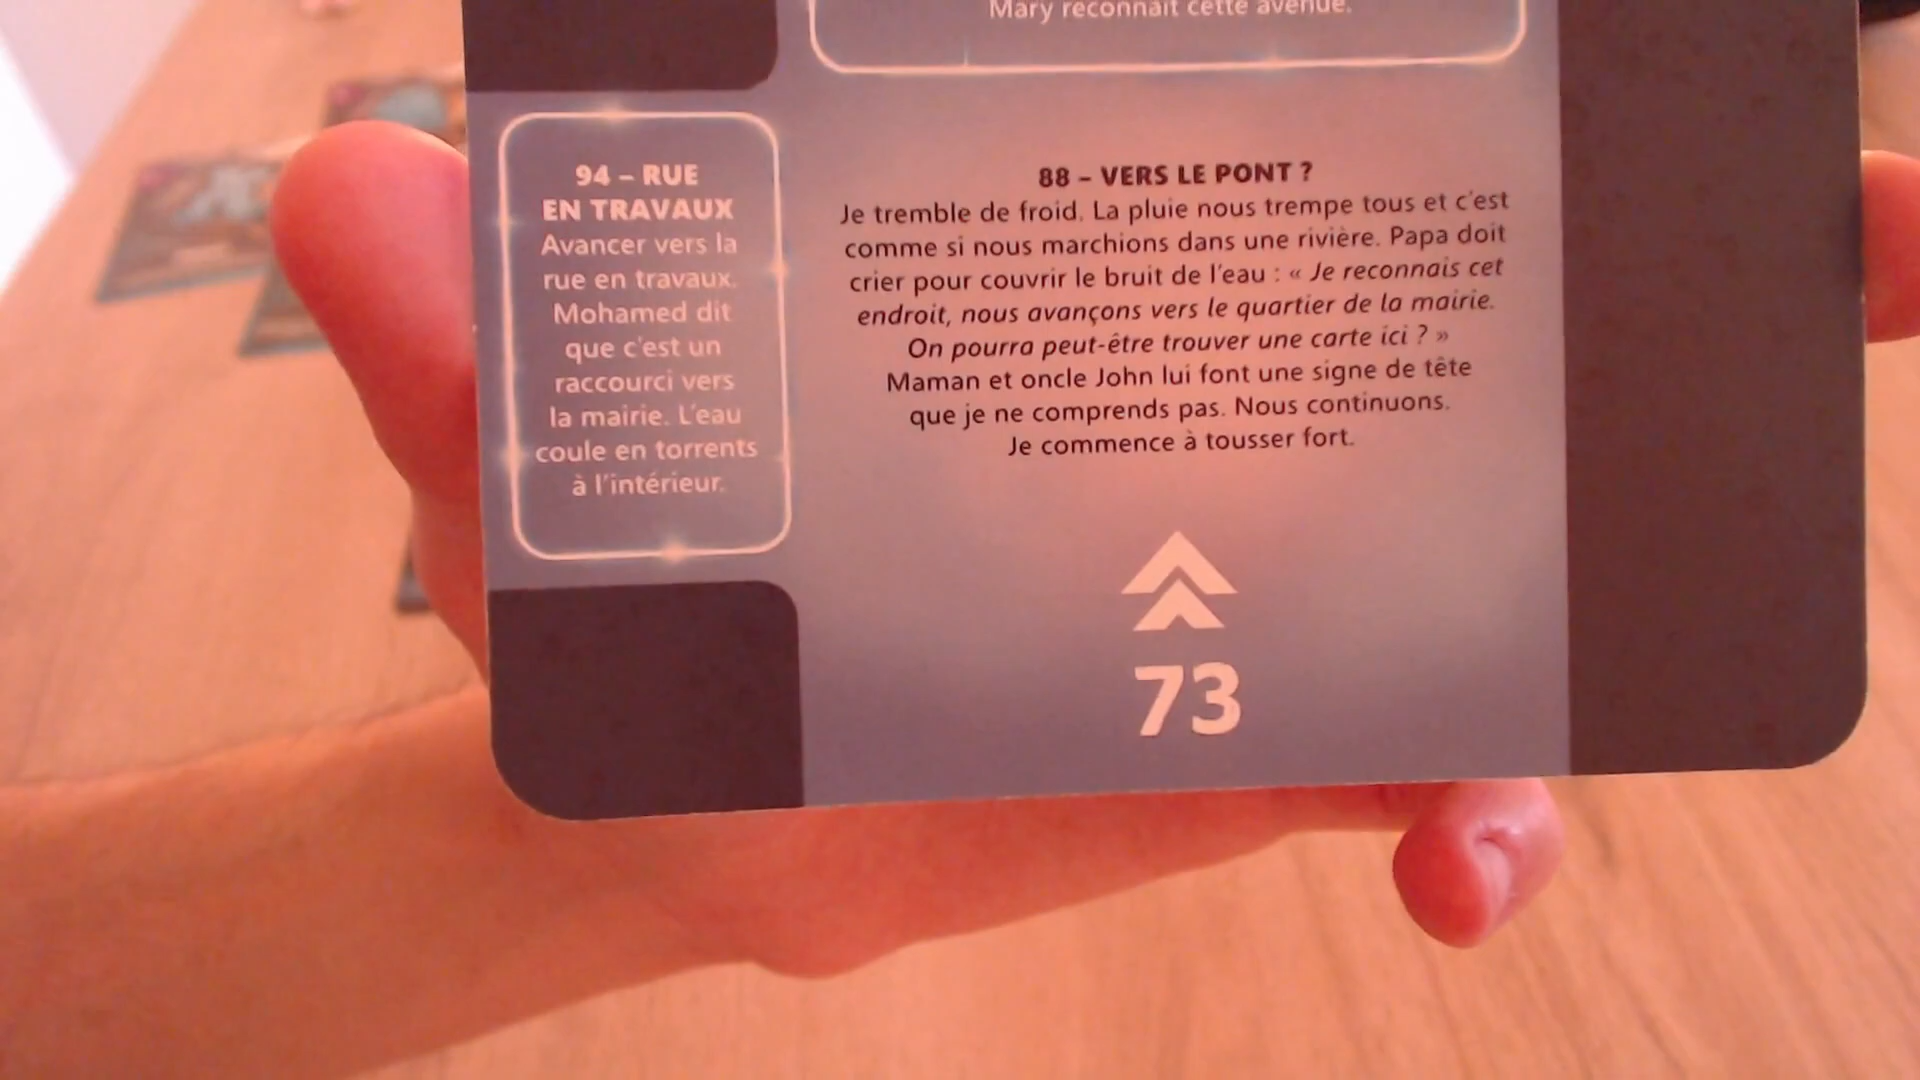 Mary reconnaît cette avenue.
94 – RUE
EN TRAVAUX
Avancer vers la
rue en travaux.
Mohamed dit
que c'est un
raccourci vers
la mairie. L'eau
coule en torrents
à l'intérieur.
88 – VERS LE PONT ?
Je tremble de froid. La pluie nous trempe tous et c'est
comme si nous marchions dans une rivière. Papa doit
crier pour couvrir le bruit de l'eau : « Je reconnais cet
endroit, nous avançons vers le quartier de la mairie.
On pourra peut-être trouver une carte ici ? »
Maman et oncle John lui font une signe de tête
que je ne comprends pas. Nous continuons.
Je commence à tousser fort.
73